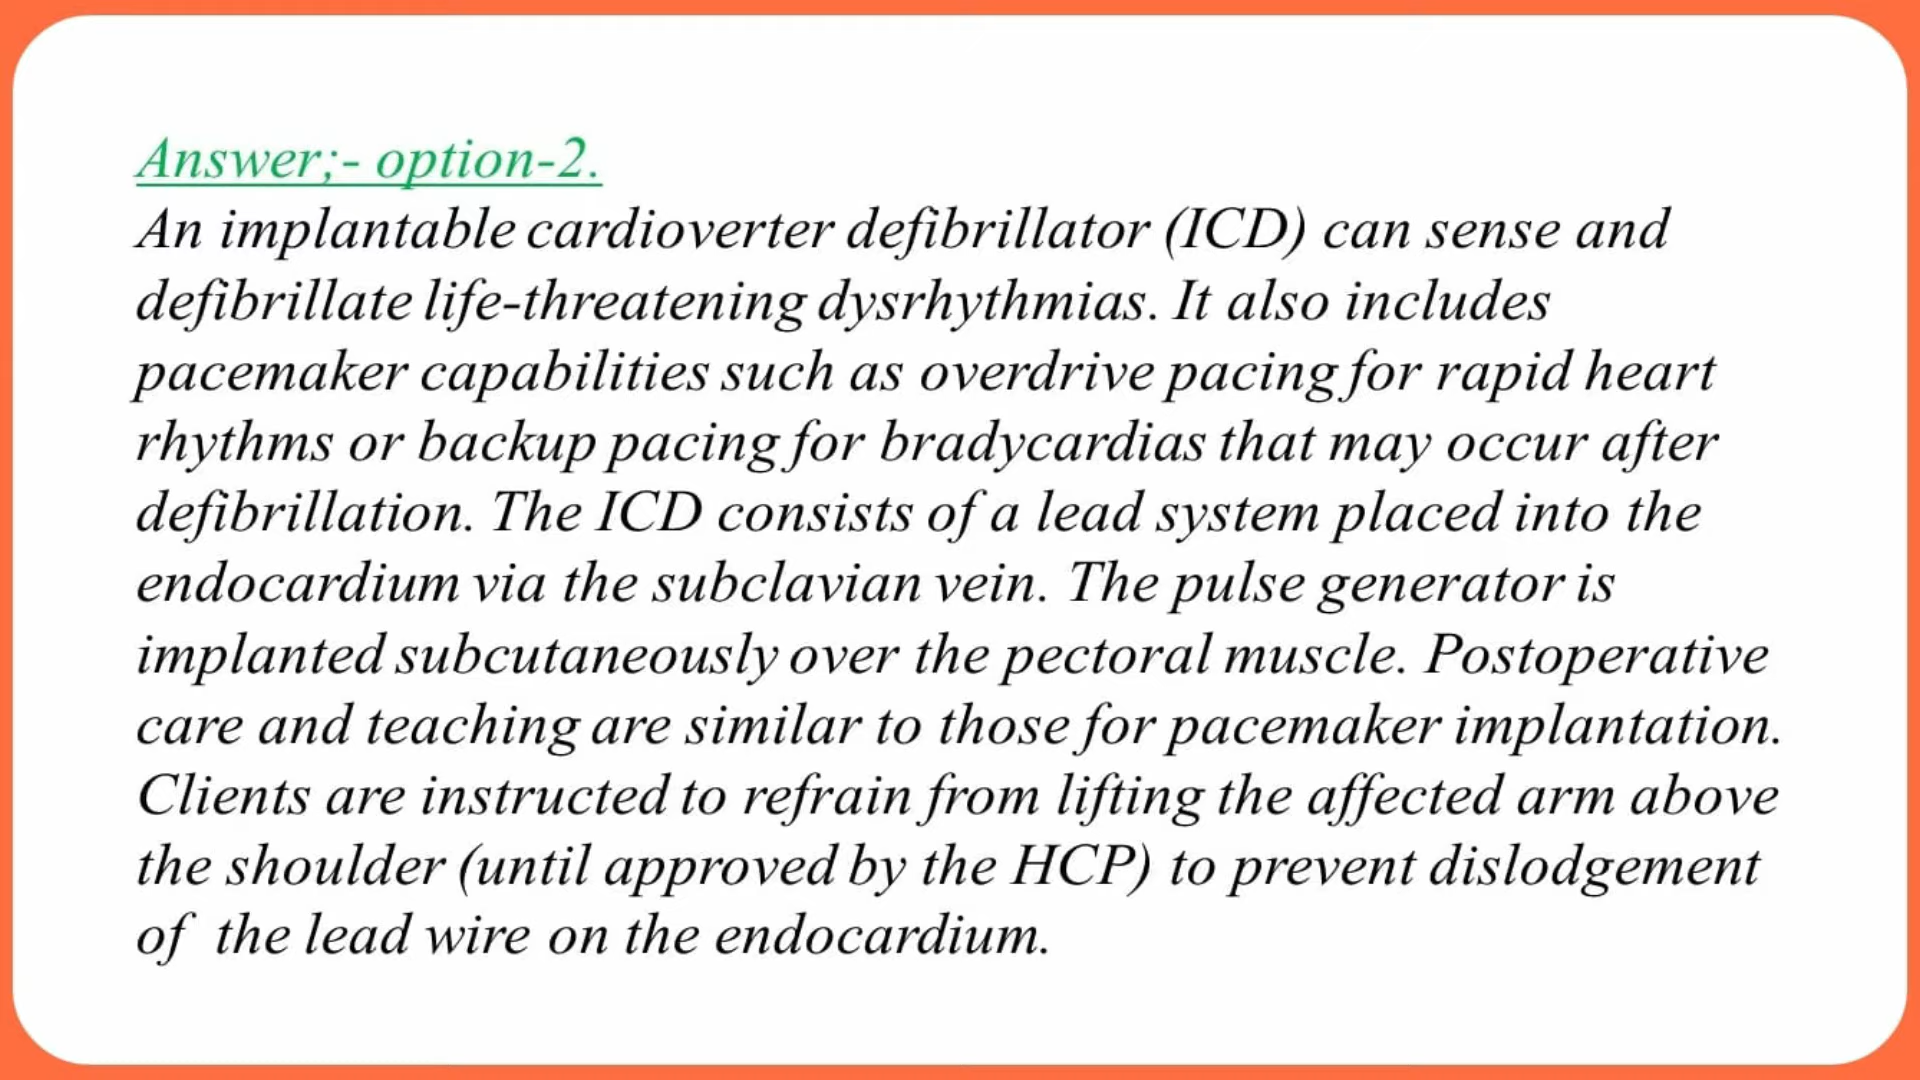 Answer;- option-2.
An implantable cardioverter defibrillator (ICD) can sense and
defibrillate life-threatening dysrhythmias. It also includes
pacemaker capabilities such as overdrive pacing for rapid heart
rhythms or backup pacing for bradycardias that may occur after
defibrillation. The ICD consists of a lead system placed into the
endocardium via the subclavian vein. The pulse generator is
implanted subcutaneously over the pectoral muscle. Postoperative
care and teaching are similar to those for pacemaker implantation.
Clients are instructed to refrain from lifting the affected arm above
the shoulder (until approved by the HCP) to prevent dislodgement
of the lead wire on the endocardium.